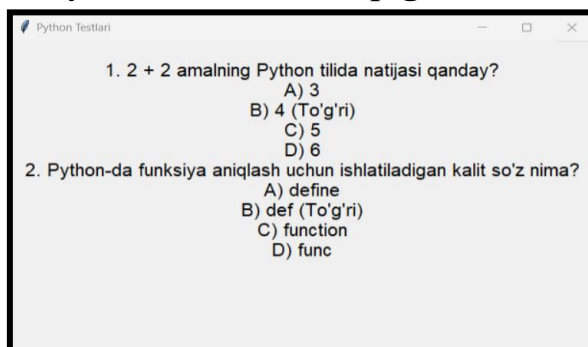 Python Testlari
1. 2 + 2 amalning Python tilida natijasi qanday?
A) 3
B) 4 (To'g'ri)
C) 5
D) 6
2. Python-da funksiya aniqlash uchun ishlatiladigan kalit so'z nima?
A) define
B) def (To'g'ri)
C) function
D) func